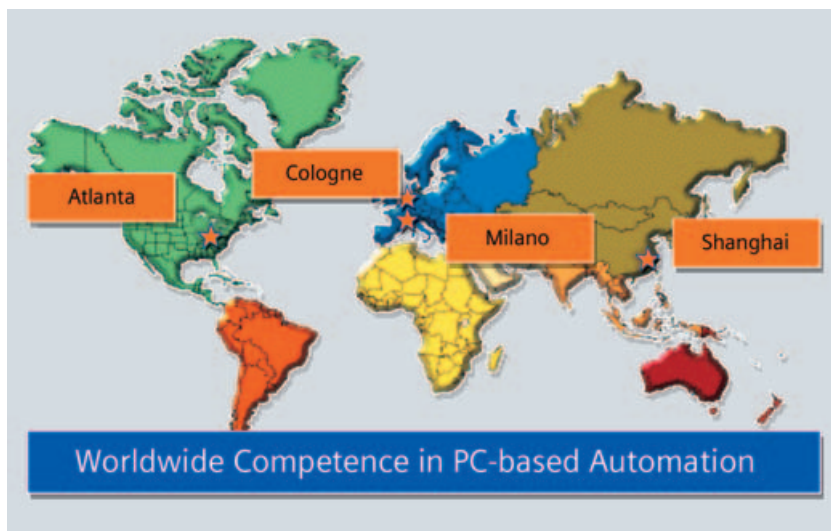 Cologne
Atlanta
Milano
Shanghai
Worldwide Competence in PC-based Automation